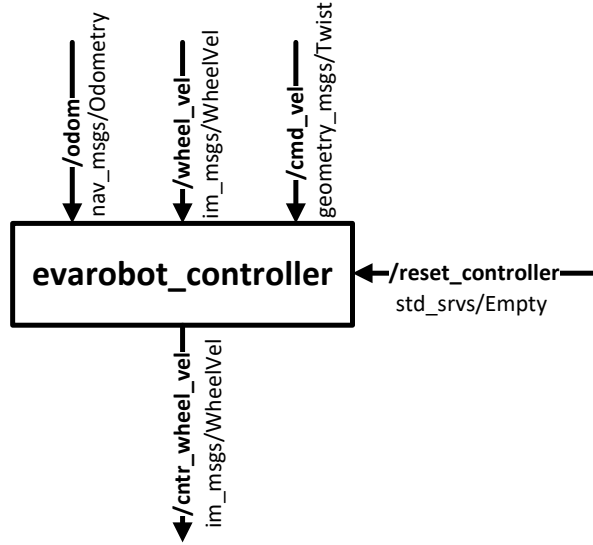 /odom
nav_msgs/Odometry
/wheel_vel
im_msgs/WheelVel
/cmd_vel
geometry_msgs/Twist
evarobot_controller
/reset_controller
std_srvs/Empty
/cntr_wheel_vel
im_msgs/WheelVel